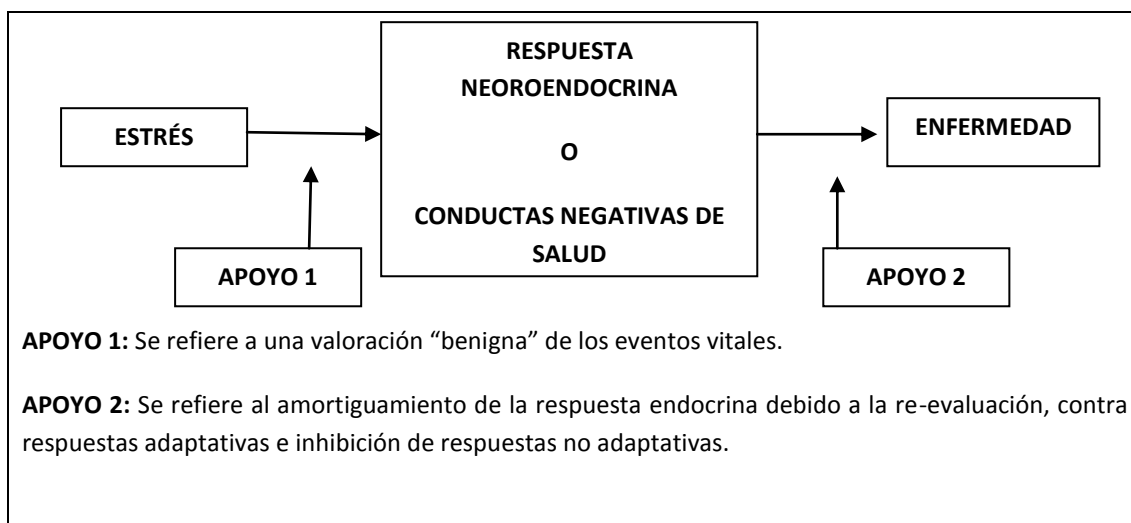 RESPUESTA
NEOROENDOCRINA
O
CONDUCTAS NEGATIVAS DE
SALUD
ESTRÉS
ENFERMEDAD
APOYO 1
APOYO 2
APOYO 1: Se refiere a una valoración “benigna” de los eventos vitales.
APOYO 2: Se refiere al amortiguamiento de la respuesta endocrina debido a la re-evaluación, contra
respuestas adaptativas e inhibición de respuestas no adaptativas.